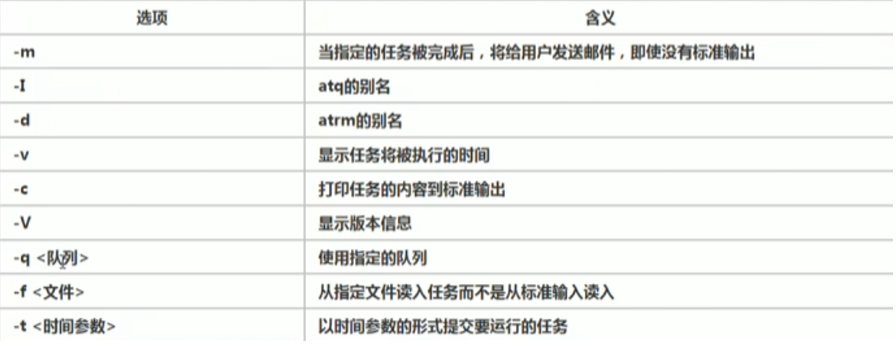 选项 含义
-m 当指定的任务被完成后，将给用户发送邮件，即使没有标准输出
-I atq的别名
-d atrm的别名
-v 显示任务将被执行的时间
-c 打印任务的内容到标准输出
-V 显示版本信息
-q <队列> 使用指定的队列
-f <文件> 从指定文件读入任务而不是从标准输入读入
-t <时间参数> 以时间参数的形式提交要运行的任务